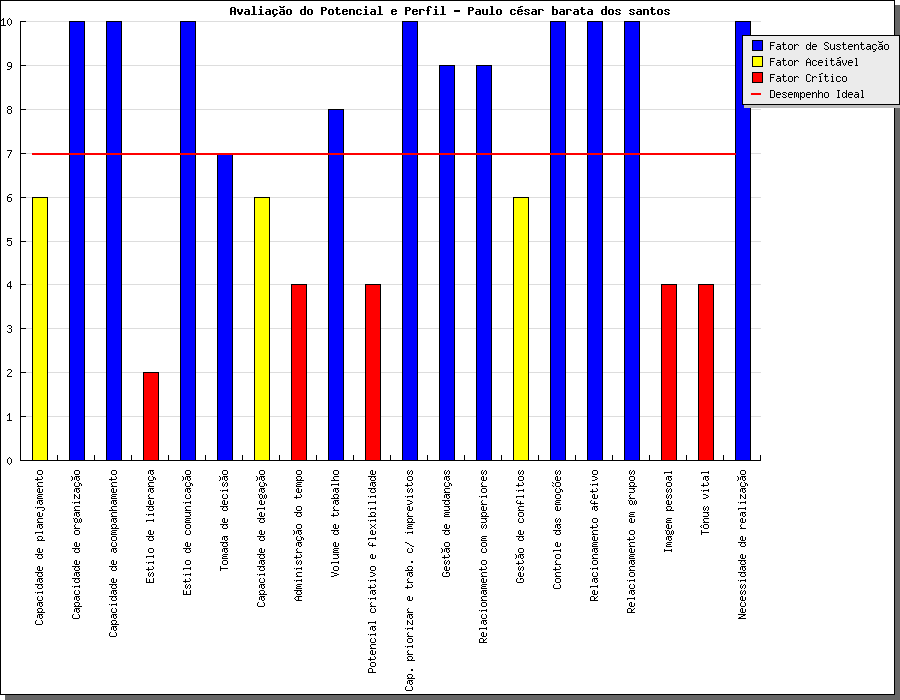 Avaliação do Potencial e Perfil - Paulo césar barata dos santos
10
9
8
7
6
5
4
3
2
1
0
Fator de Sustentação
Fator Aceitável
Fator Crítico
Desempenho Ideal
Capacidade de planejamento
Capacidade de organização
Capacidade de acompanhamento
Estilo de liderança
Estilo de comunicação
Tomada de decisão
Capacidade de delegação
Administração do tempo
Volume de trabalho
Potencial criativo e flexibilidade
Cap. priorizar e trab. c/ imprevistos
Gestão de mudanças
Relacionamento com superiores
Gestão de conflitos
Controle das emoções
Relacionamento afetivo
Relacionamento em grupos
Imagem pessoal
Tônus vital
Necessidade de realização